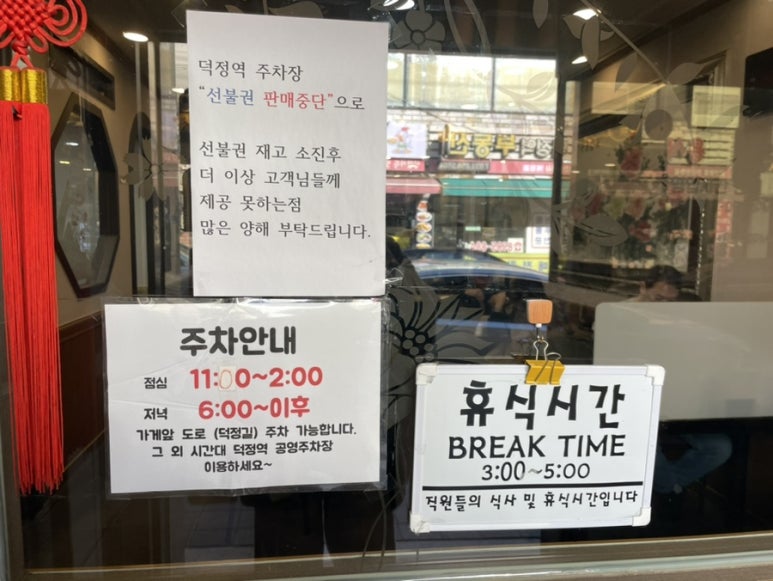 덕정역 주차장
“선불권 판매중단”으로
선불권 재고 소진후
더 이상 고객님들께
제공 못하는점
많은 양해 부탁드립니다.
주차안내
점심 11:00~2:00
저녁 6:00~이후
가게앞 도로 (덕정길) 주차 가능합니다.
그 외 시간대 덕정역 공영주차장
이용하세요~
휴식시간
BREAK TIME
3:00~5:00
직원들의 식사 및 휴식시간입니다